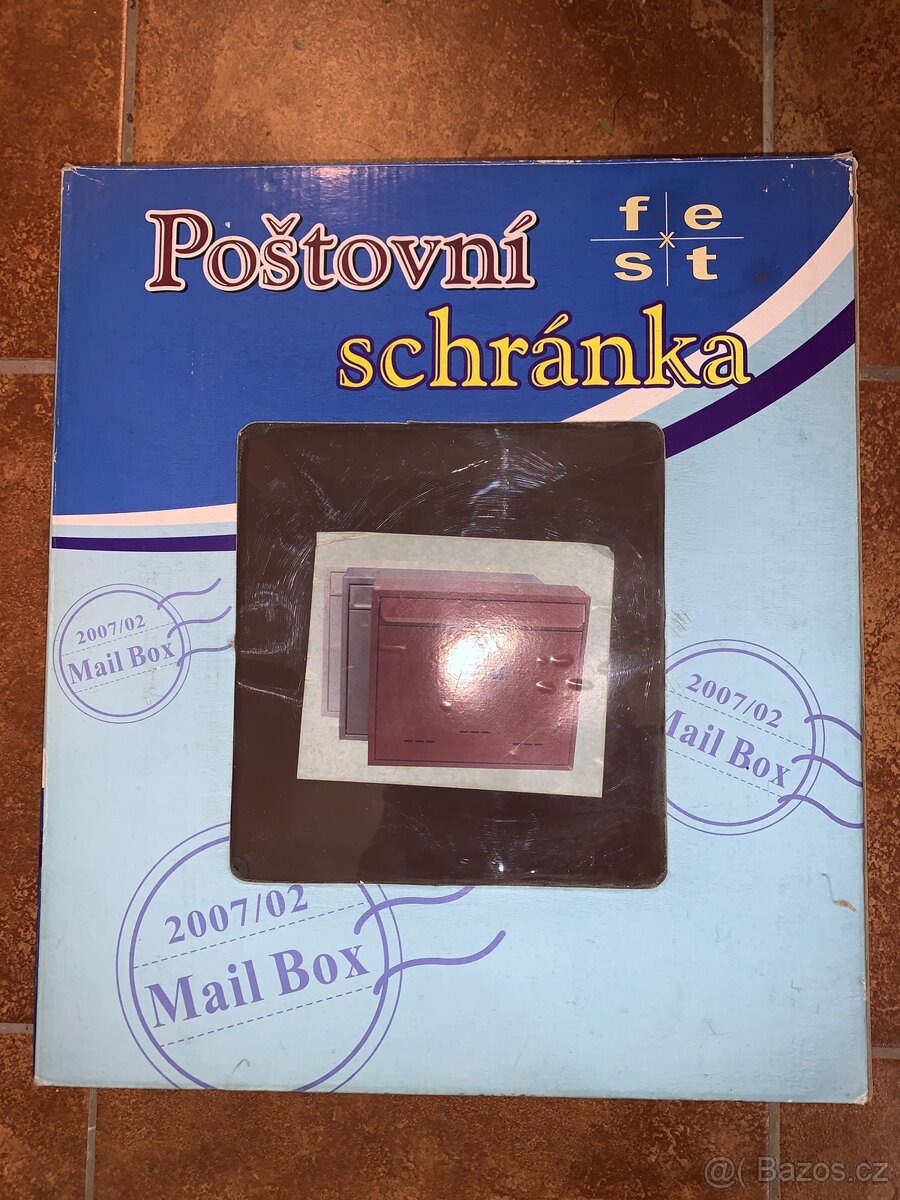 Poštovní
f e
s t
schránka
2007/02
Mail Box
2007/02
Mail Box
2007/02
Mail Box
@( Bazos.cz